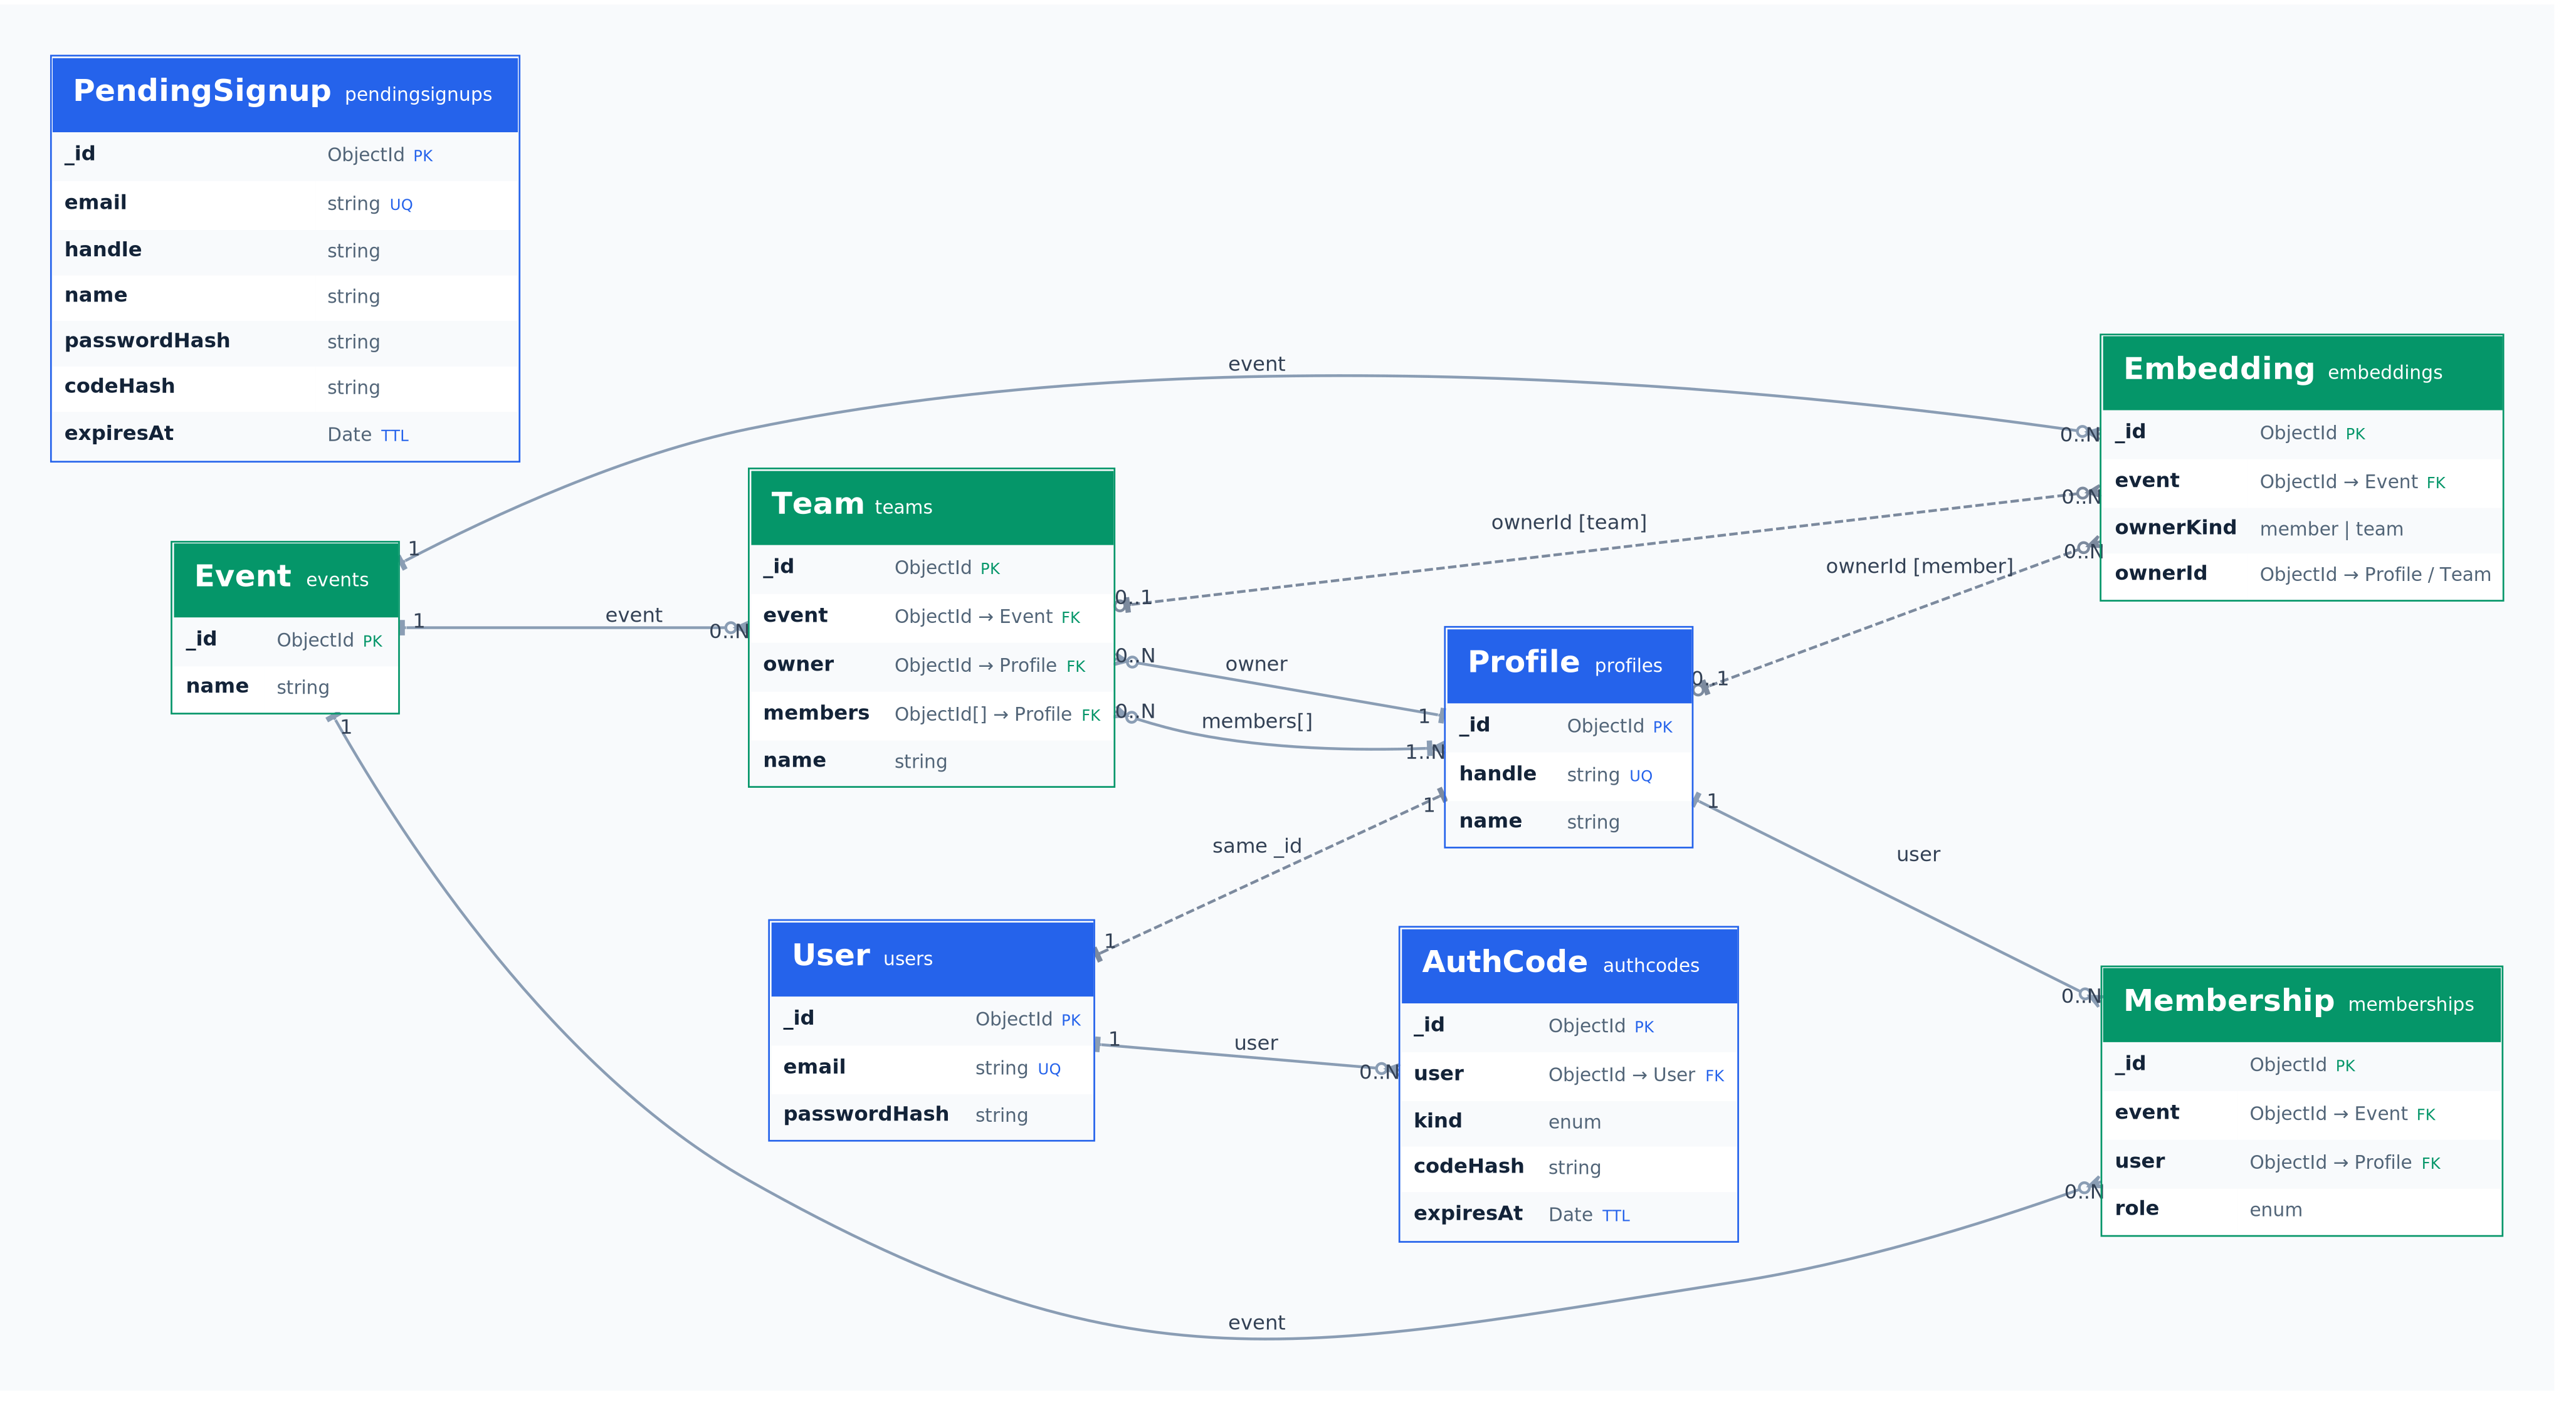 PendingSignup pendingsignups
_id ObjectId PK
email string UQ
handle string
name string
passwordHash string
codeHash string
expiresAt Date TTL
event
Embedding embeddings
_id ObjectId PK
event ObjectId → Event FK
ownerKind member | team
ownerId ObjectId → Profile / Team
0..N
0..N
0..N
1
Team teams
_id ObjectId PK
event ObjectId → Event FK
owner ObjectId → Profile FK
members ObjectId[] → Profile FK
name string
ownerId [team]
ownerId [member]
0..1
Event events
_id ObjectId PK
name string
1
event
0..N
1
0..N
owner
1
0..N
members[]
1..N
Profile profiles
_id ObjectId PK
handle string UQ
name string
0..1
1
same _id
1
1
user
0..N
User users
_id ObjectId PK
email string UQ
passwordHash string
1
user
0..N
AuthCode authcodes
_id ObjectId PK
user ObjectId → User FK
kind enum
codeHash string
expiresAt Date TTL
Membership memberships
_id ObjectId PK
event ObjectId → Event FK
user ObjectId → Profile FK
role enum
0..N
event